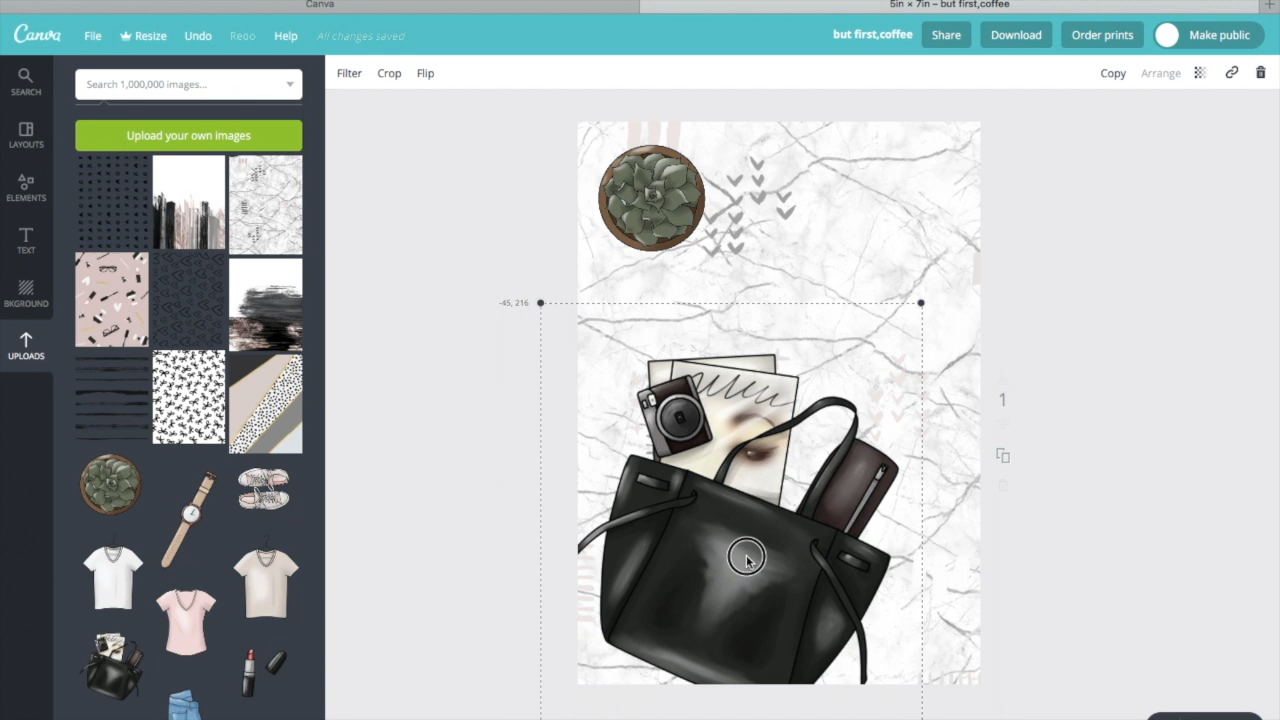 Canva
5in × 7in – but first,coffee
Canva
File
Resize
Undo
Redo
Help
All changes saved
but first,coffee
Share
Download
Order prints
Make public
SEARCH
LAYOUTS
ELEMENTS
TEXT
BKGROUND
UPLOADS
Search 1,000,000 images...
Upload your own images
Filter
Crop
Flip
Copy
Arrange
-45, 216
1